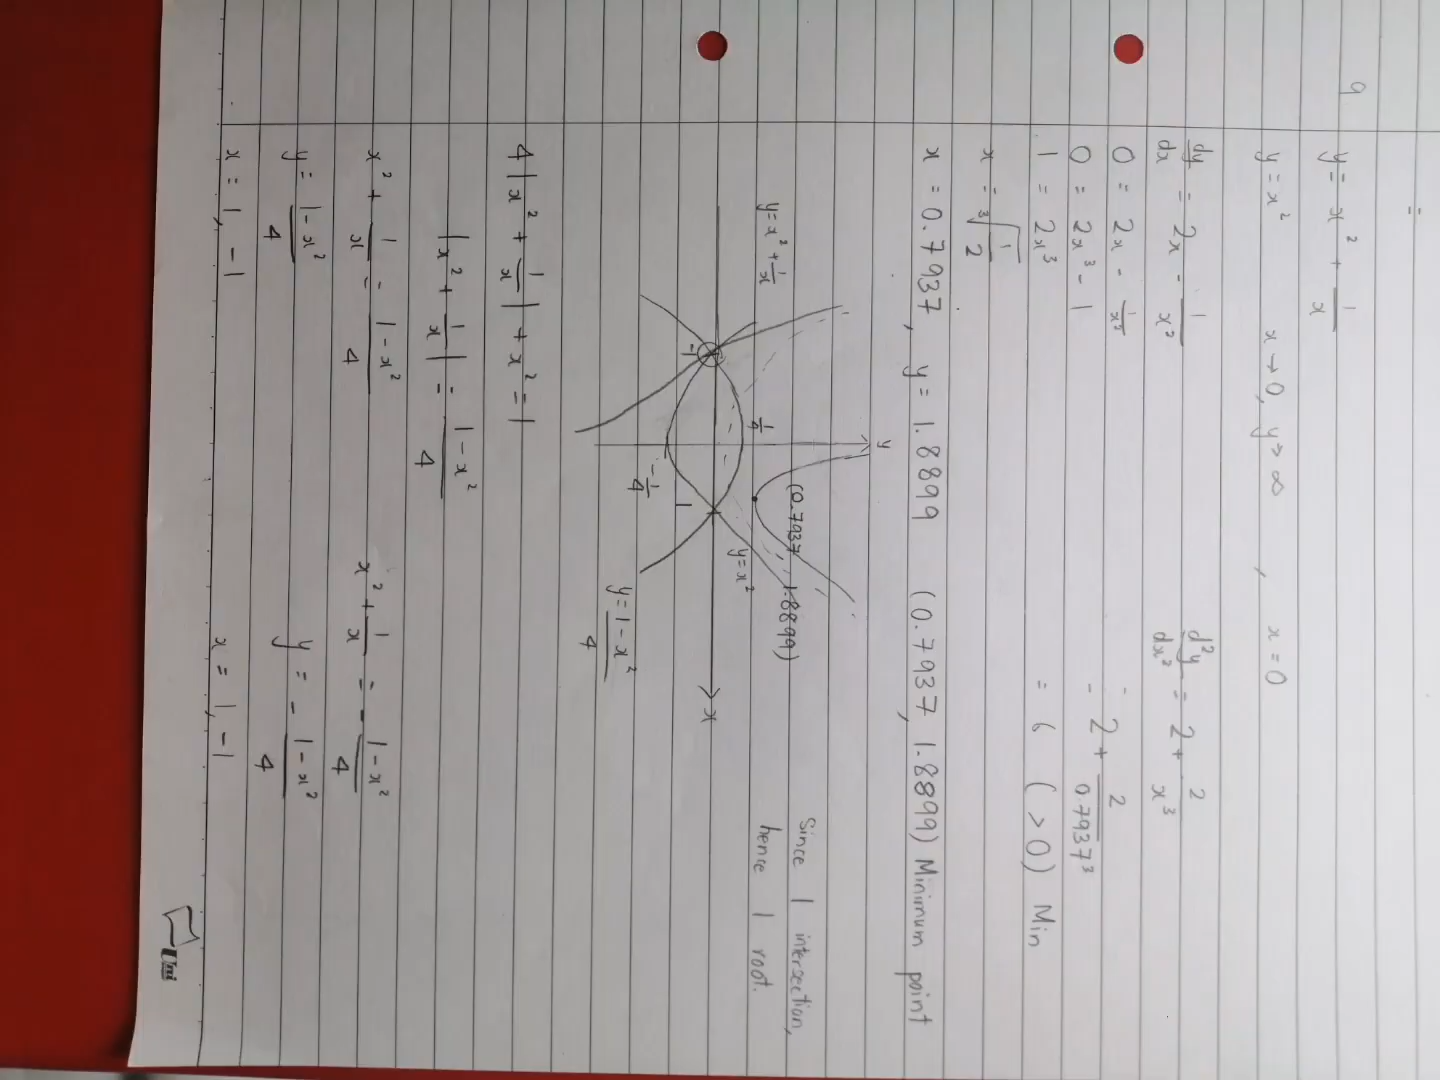 9
y = x² + 1/x
y = x²    x → 0, y → ∞ , x = 0
dy/dx = 2x - 1/x²    d²y/dx² = 2 + 2/x³
0 = 2x - 1/x²    = 2 + 2/0.7937³
0 = 2x³ - 1
1 = 2x³    = 6 (>0) Min
x = ³√(1/2)
x = 0.7937, y = 1.8899 (0.7937, 1.8899) Minimum point
y
y = x² + 1/x
1/4
(0.7937, 1.8899)
Since 1 intersection,
hence 1 root.
y = x²
-1
1
x
-1/4
y = 1-x²/4
4|x² + 1/x| + x² = 1
|x² + 1/x| = 1-x²/4
x² + 1/x = 1-x²/4    x² + 1/x = - 1-x²/4
y = 1-x²/4    y = - 1-x²/4
x = 1, -1    x = 1, -1
Uni